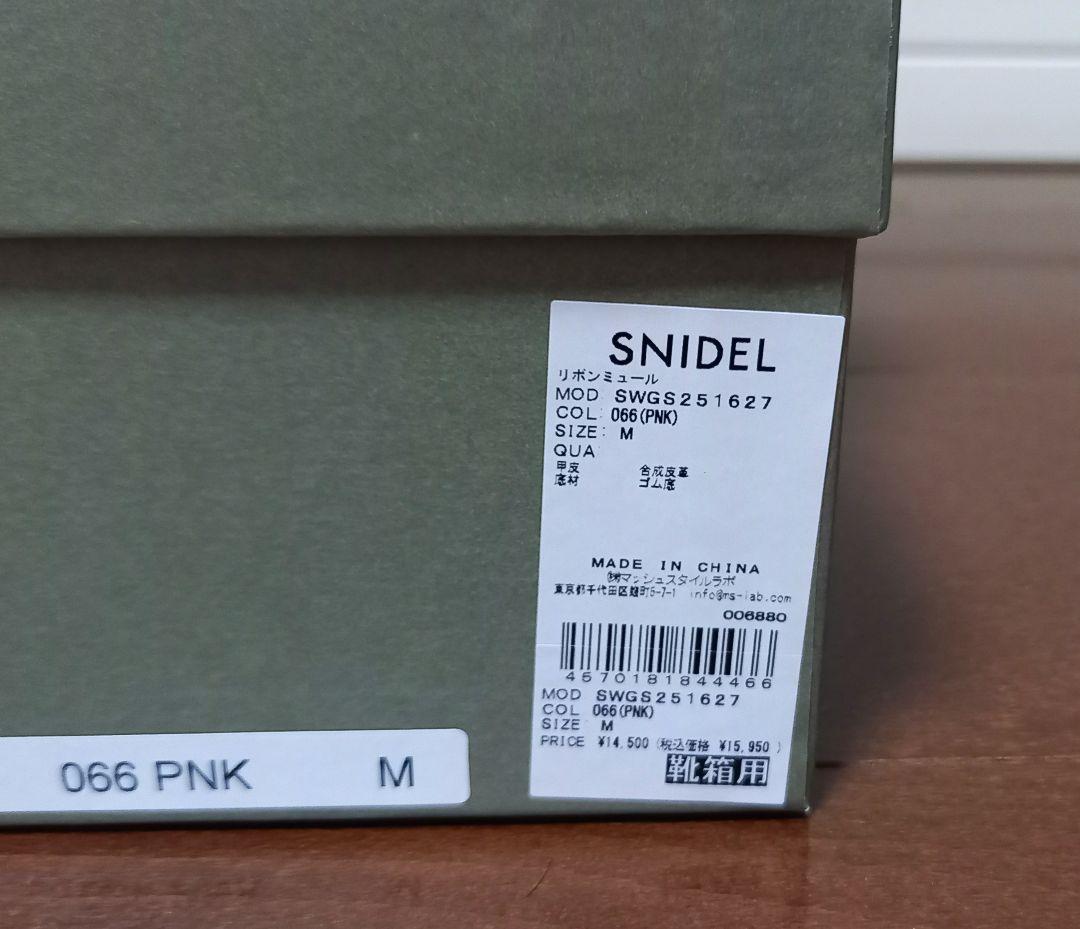 SNIDEL
リボンミュール
MOD: SWGS251627
COL: 066(PNK)
SIZE: M
QUA
甲皮 合成皮革
底材 ゴム底
MADE IN CHINA
㈱マッシュスタイルラボ
東京都千代田区麹町5-7-1 info@ms-lab.com
006880
4570181844466
MOD SWGS251627
COL 066(PNK)
SIZE M
PRICE ¥14,500 (税込価格 ¥15,950 )
靴箱用
066 PNK M